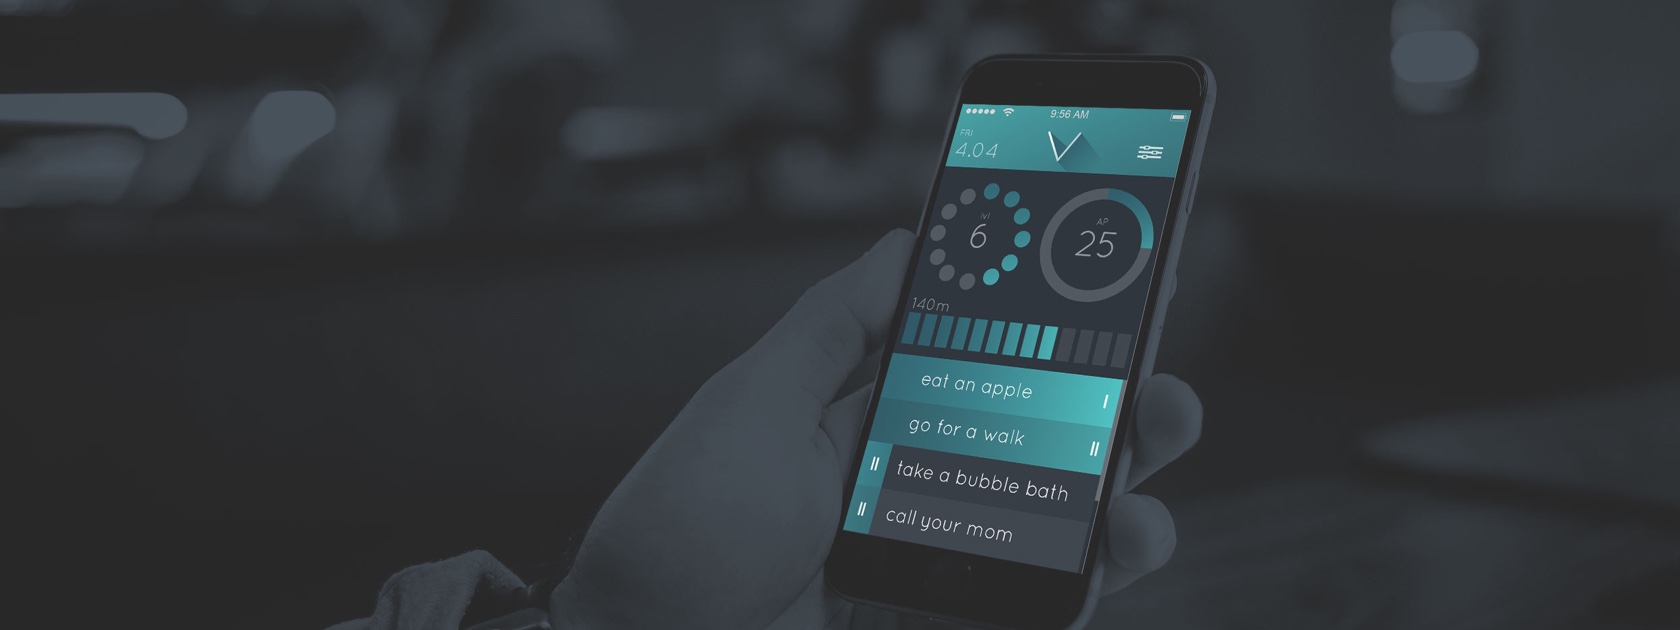 9:56 AM
FRI
4.04
lvl
6
AP
25
140m
eat an apple
I
go for a walk
II
II
take a bubble bath
II
call your mom